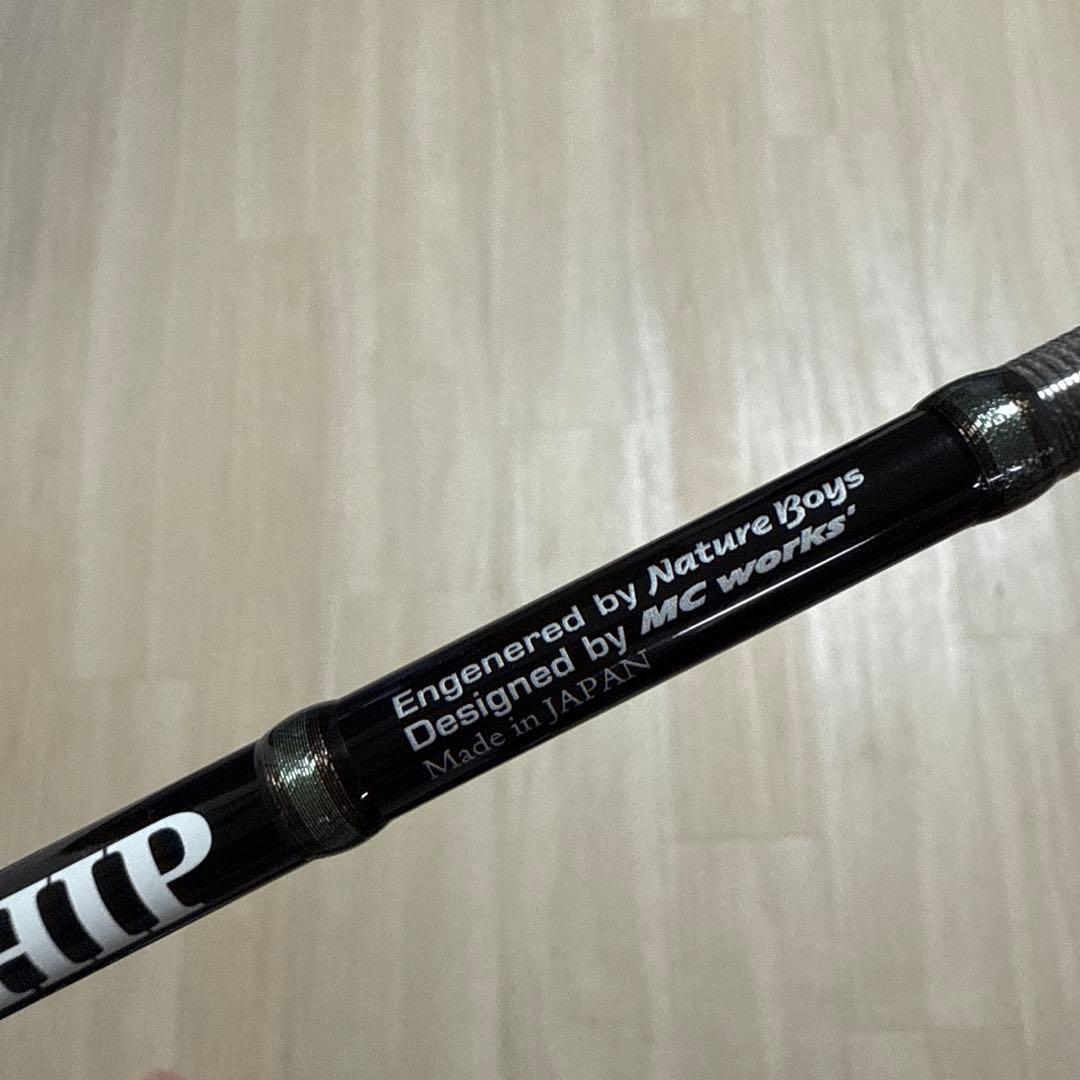 Engenered by Nature Boys
Designed by MC works'
Made in JAPAN
HIP